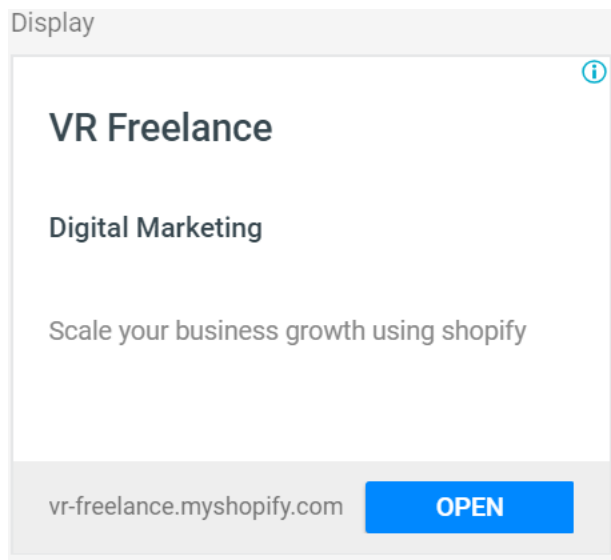 Display
VR Freelance
Digital Marketing
Scale your business growth using shopify
vr-freelance.myshopify.com
OPEN